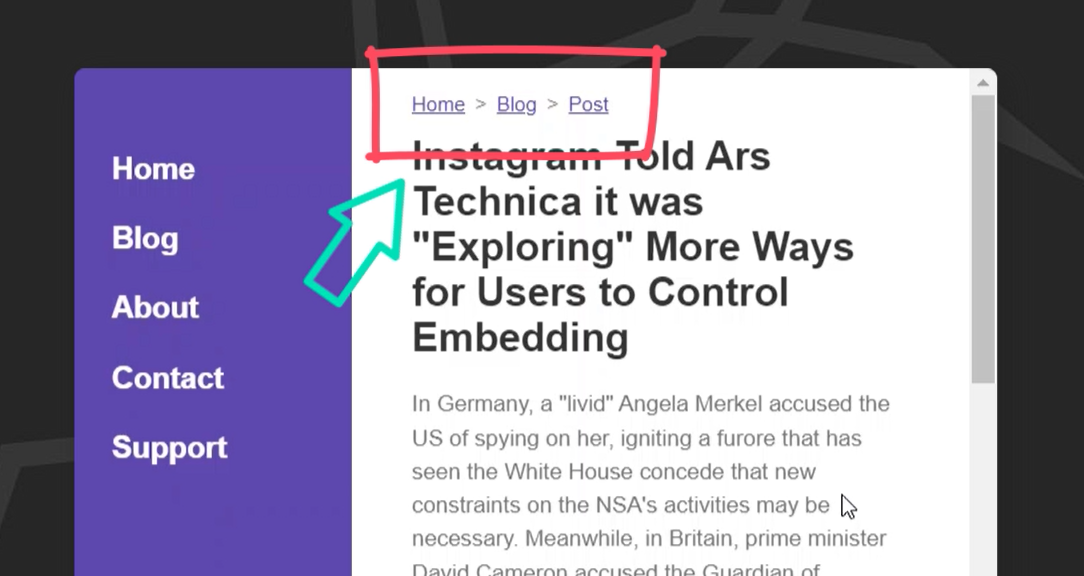 Home > Blog > Post
Home
Blog
About
Contact
Support
Instagram Told Ars
Technica it was
"Exploring" More Ways
for Users to Control
Embedding
In Germany, a "livid" Angela Merkel accused the
US of spying on her, igniting a furore that has
seen the White House concede that new
constraints on the NSA's activities may be
necessary. Meanwhile, in Britain, prime minister
David Cameron accused the Guardian of